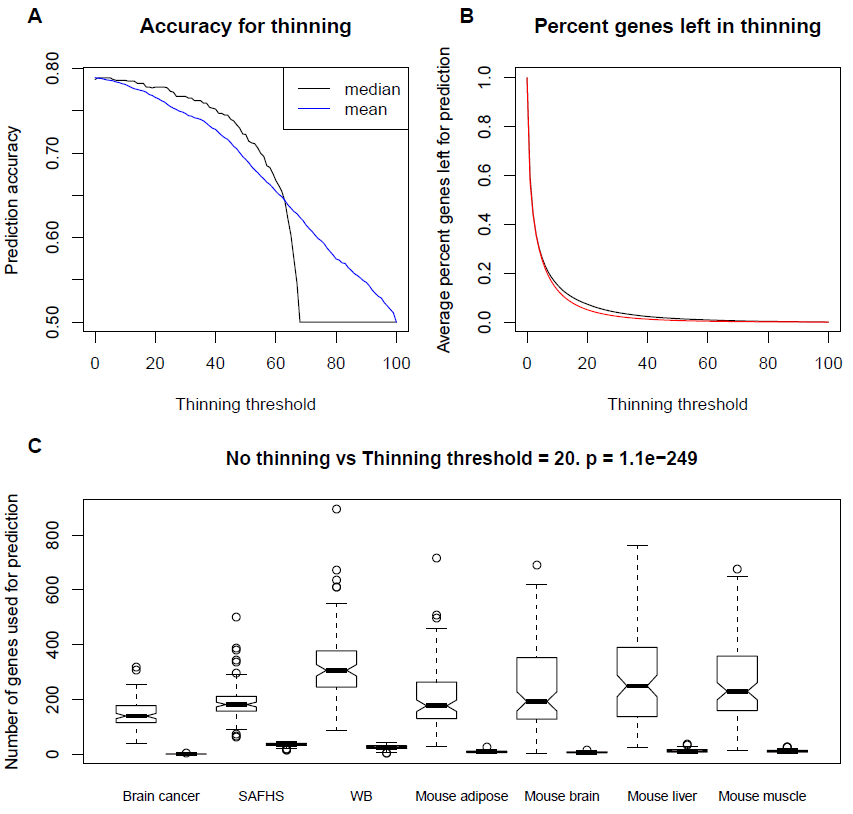 A
Accuracy for thinning
Prediction accuracy
0.50 0.60 0.70 0.80
median
mean
0 20 40 60 80 100
Thinning threshold
B
Percent genes left in thinning
Average percent genes left for prediction
0.0 0.2 0.4 0.6 0.8 1.0
0 20 40 60 80 100
Thinning threshold
C
No thinning vs Thinning threshold = 20. p = 1.1e−249
Number of genes used for prediction
0 200 400 600 800
Brain cancer SAFHS WB Mouse adipose Mouse brain Mouse liver Mouse muscle